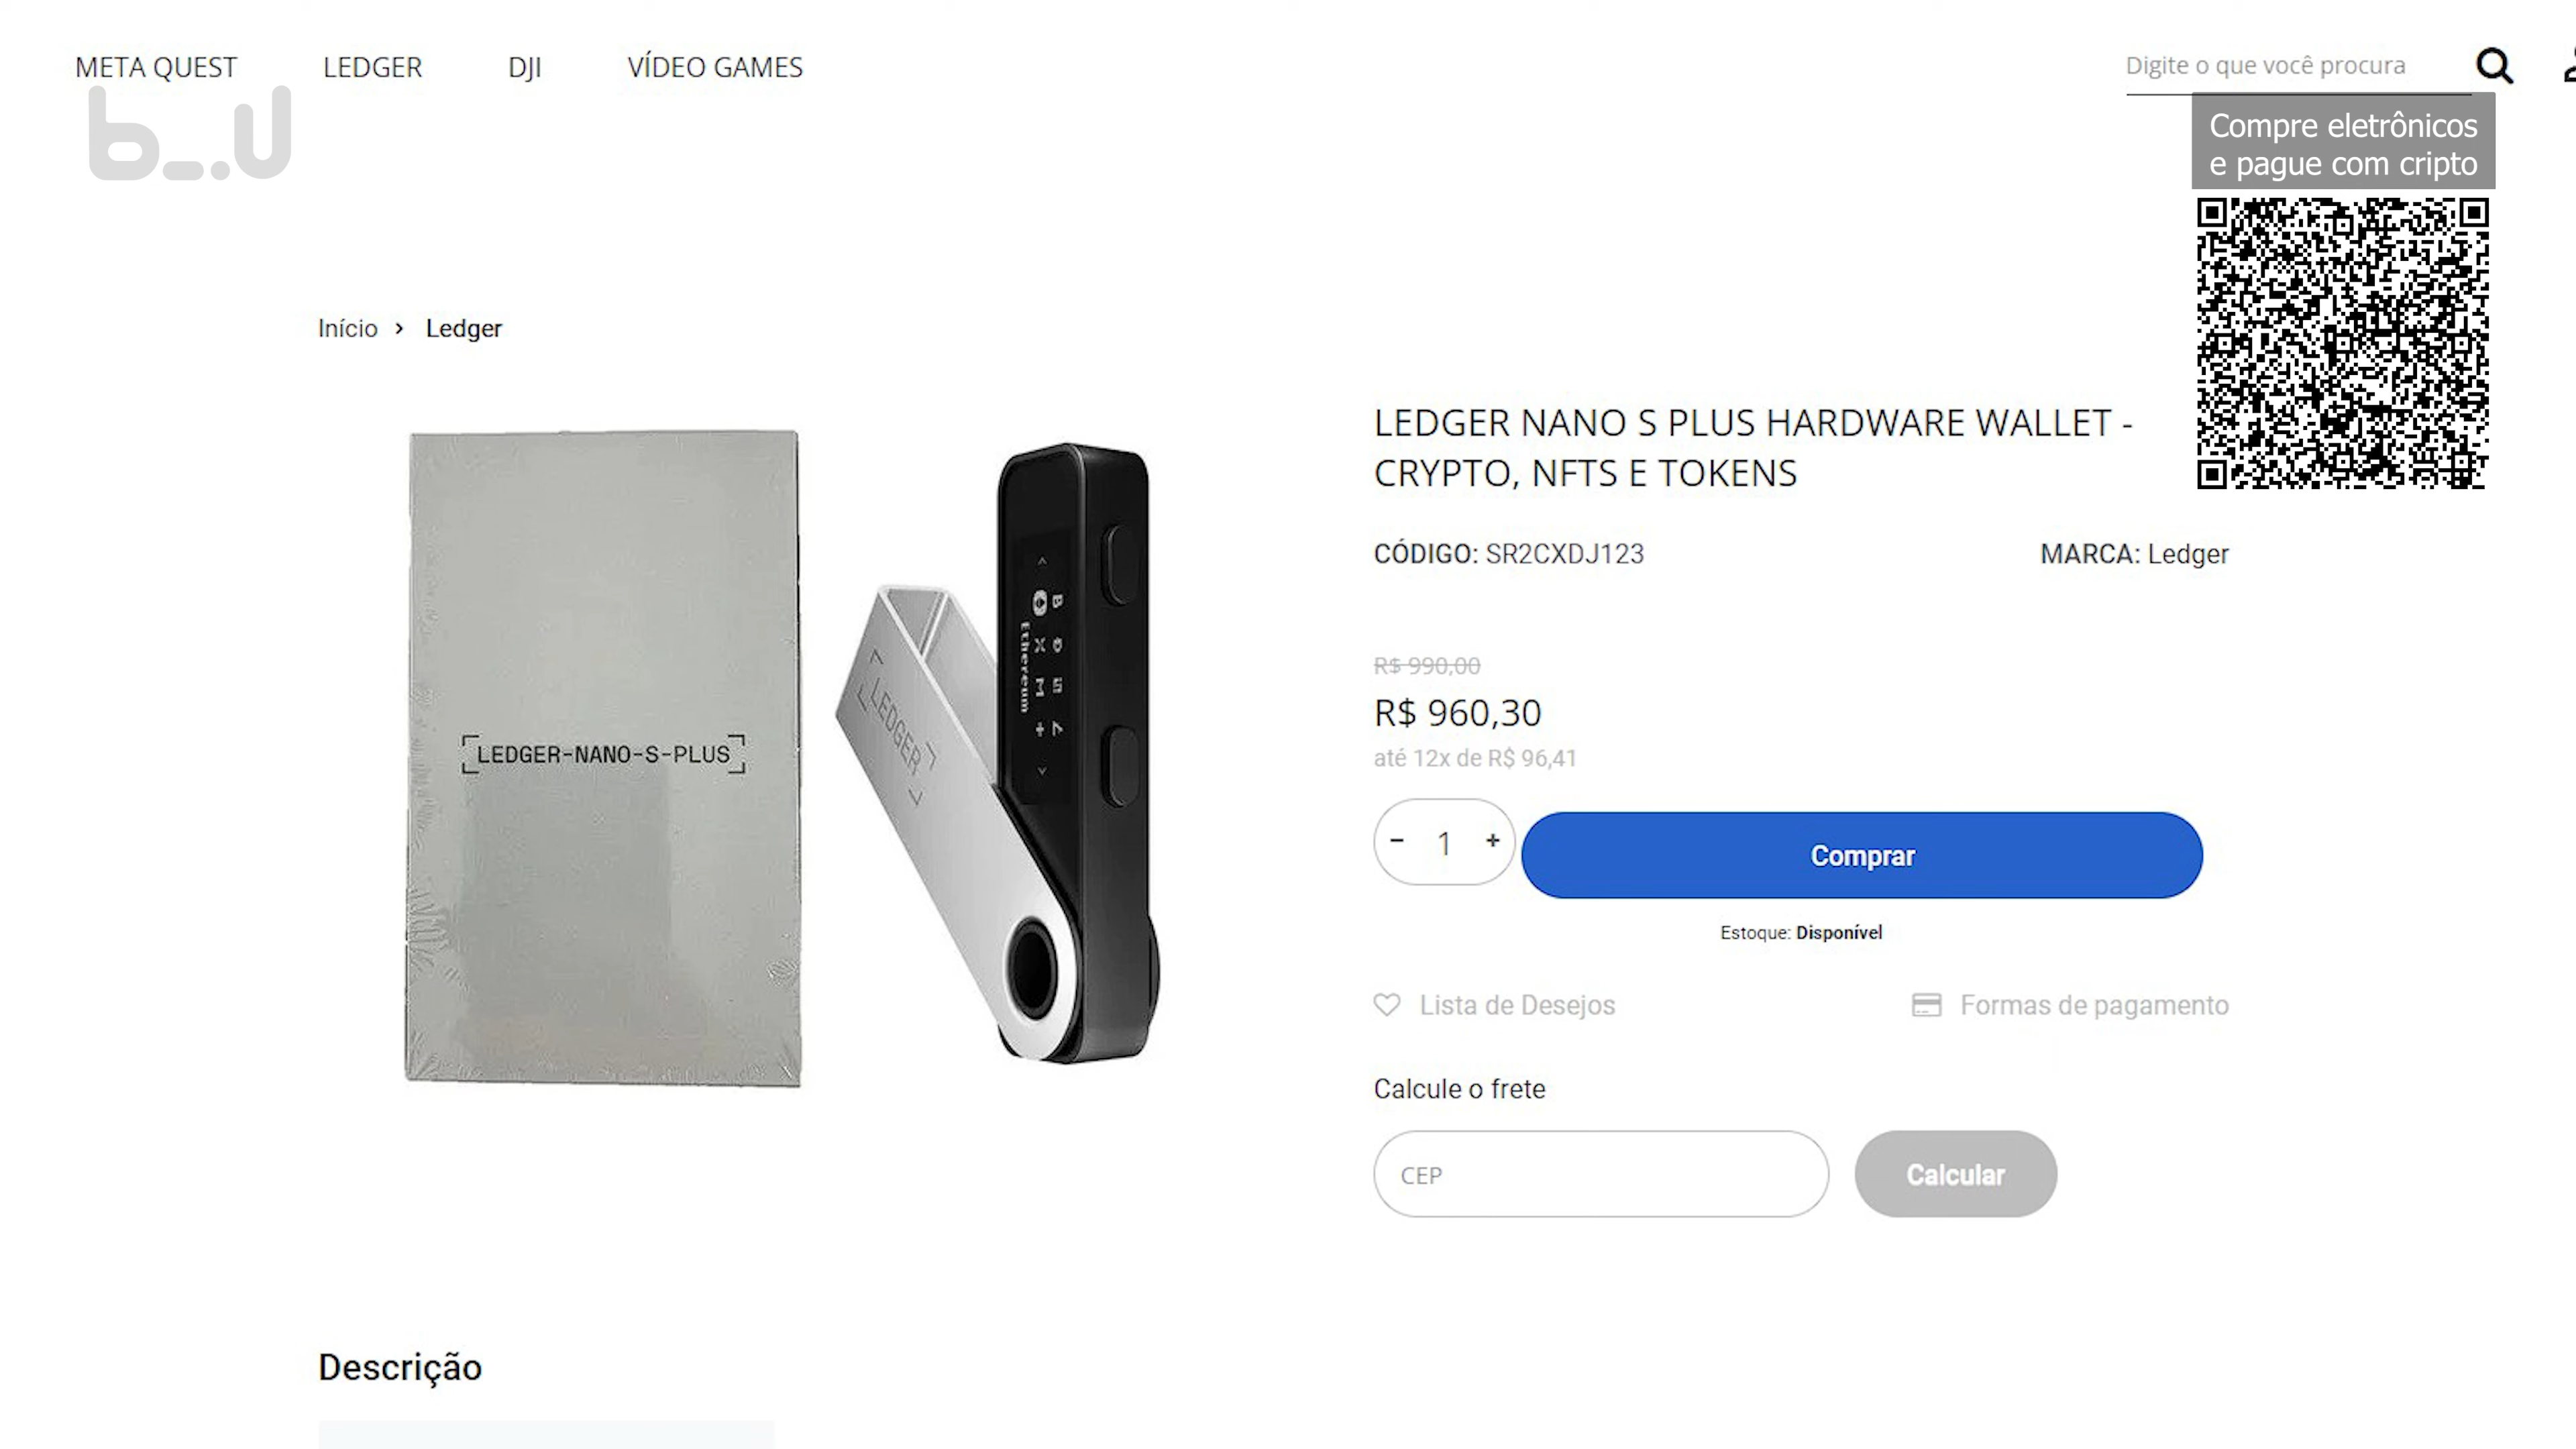 META QUEST LEDGER DJI VÍDEO GAMES Digite o que você procura
b_.u
Compre eletrônicos
e pague com cripto
Início > Ledger
LEDGER NANO S PLUS HARDWARE WALLET -
CRYPTO, NFTS E TOKENS
CÓDIGO: SR2CXDJ123 MARCA: Ledger
LEDGER-NANO-S-PLUS
LEDGER
Ethereum
R$ 990,00
R$ 960,30
até 12x de R$ 96,41
- 1 + Comprar
Estoque: Disponível
Lista de Desejos Formas de pagamento
Calcule o frete
CEP Calcular
Descrição